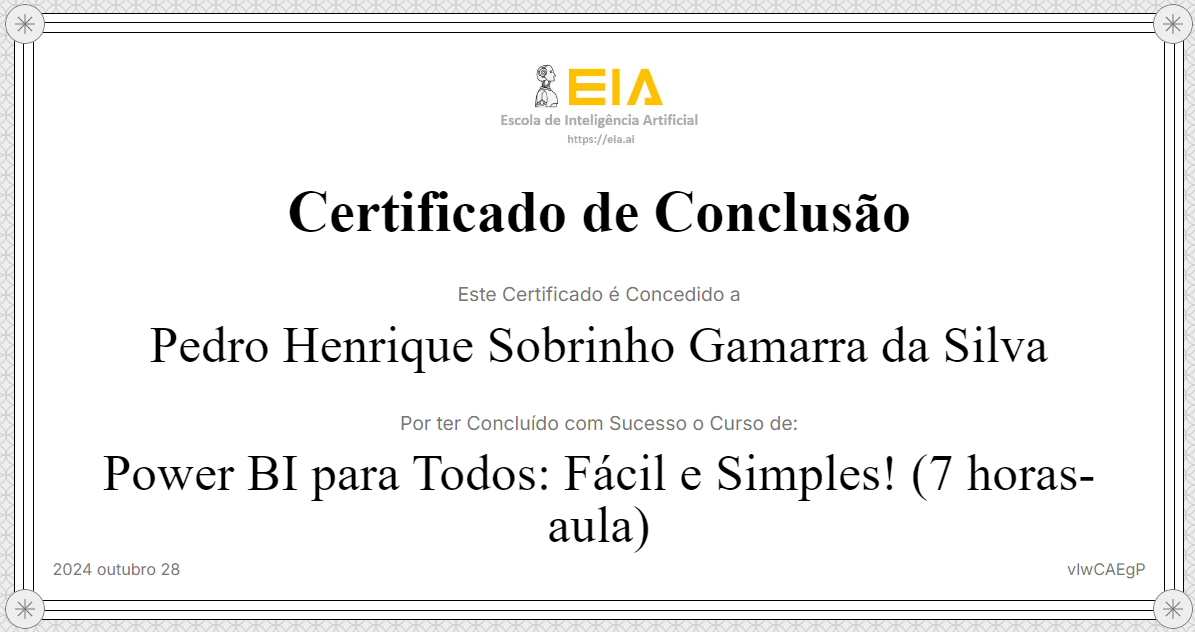 EIA
Escola de Inteligência Artificial
https://eia.ai
Certificado de Conclusão
Este Certificado é Concedido a
Pedro Henrique Sobrinho Gamarra da Silva
Por ter Concluído com Sucesso o Curso de:
Power BI para Todos: Fácil e Simples! (7 horas-
aula)
2024 outubro 28
vIwCAEgP